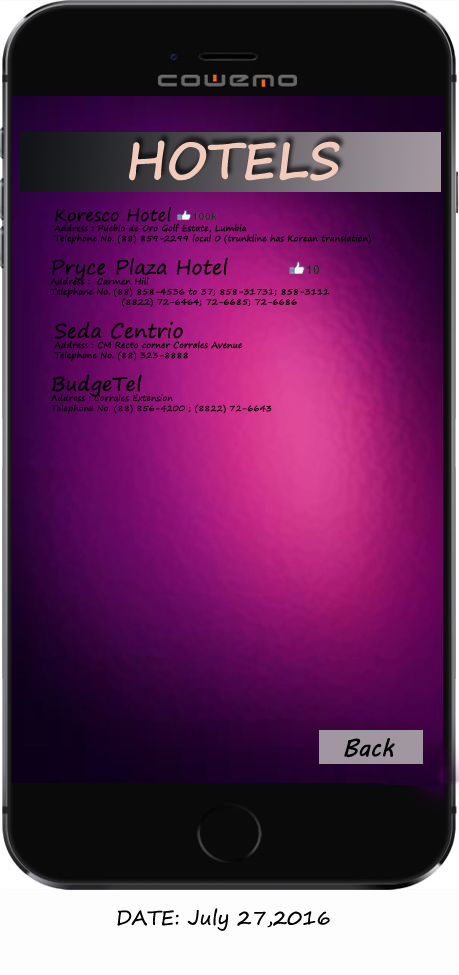 cowemo
HOTELS
Koresco Hotel 100k
Address : Pueblo de Oro Golf Estate, Lumbia
Telephone No. (88) 859-2299 local 0 (trunkline has Korean translation)
Pryce Plaza Hotel 10
Address : Carmen Hill
Telephone No. (88) 858-4536 to 37; 858-31731; 858-3111
(8822) 72-6464; 72-6685; 72-6686
Seda Centrio
Address : CM Recto corner Corrales Avenue
Telephone No. (88) 323-8888
BudgeTel
Address : Corrales Extension
Telephone No. (88) 856-4200 ; (8822) 72-6643
Back
DATE: July 27,2016